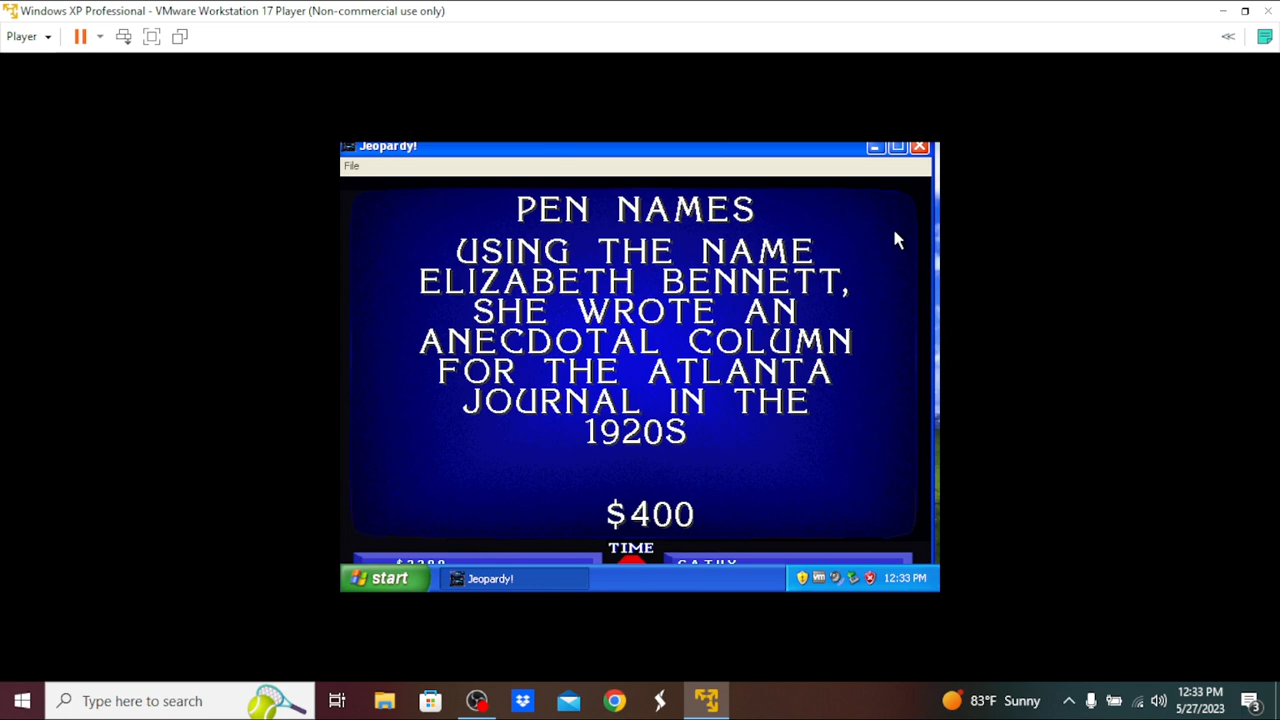 Windows XP Professional - VMware Workstation 17 Player (Non-commercial use only)
Player
Jeopardy!
File
PEN NAMES
USING THE NAME
ELIZABETH BENNETT,
SHE WROTE AN
ANECDOTAL COLUMN
FOR THE ATLANTA
JOURNAL IN THE
1920S
$400
TIME
start
Jeopardy!
vm
12:33 PM
Type here to search
83°F Sunny
12:33 PM
5/27/2023
3